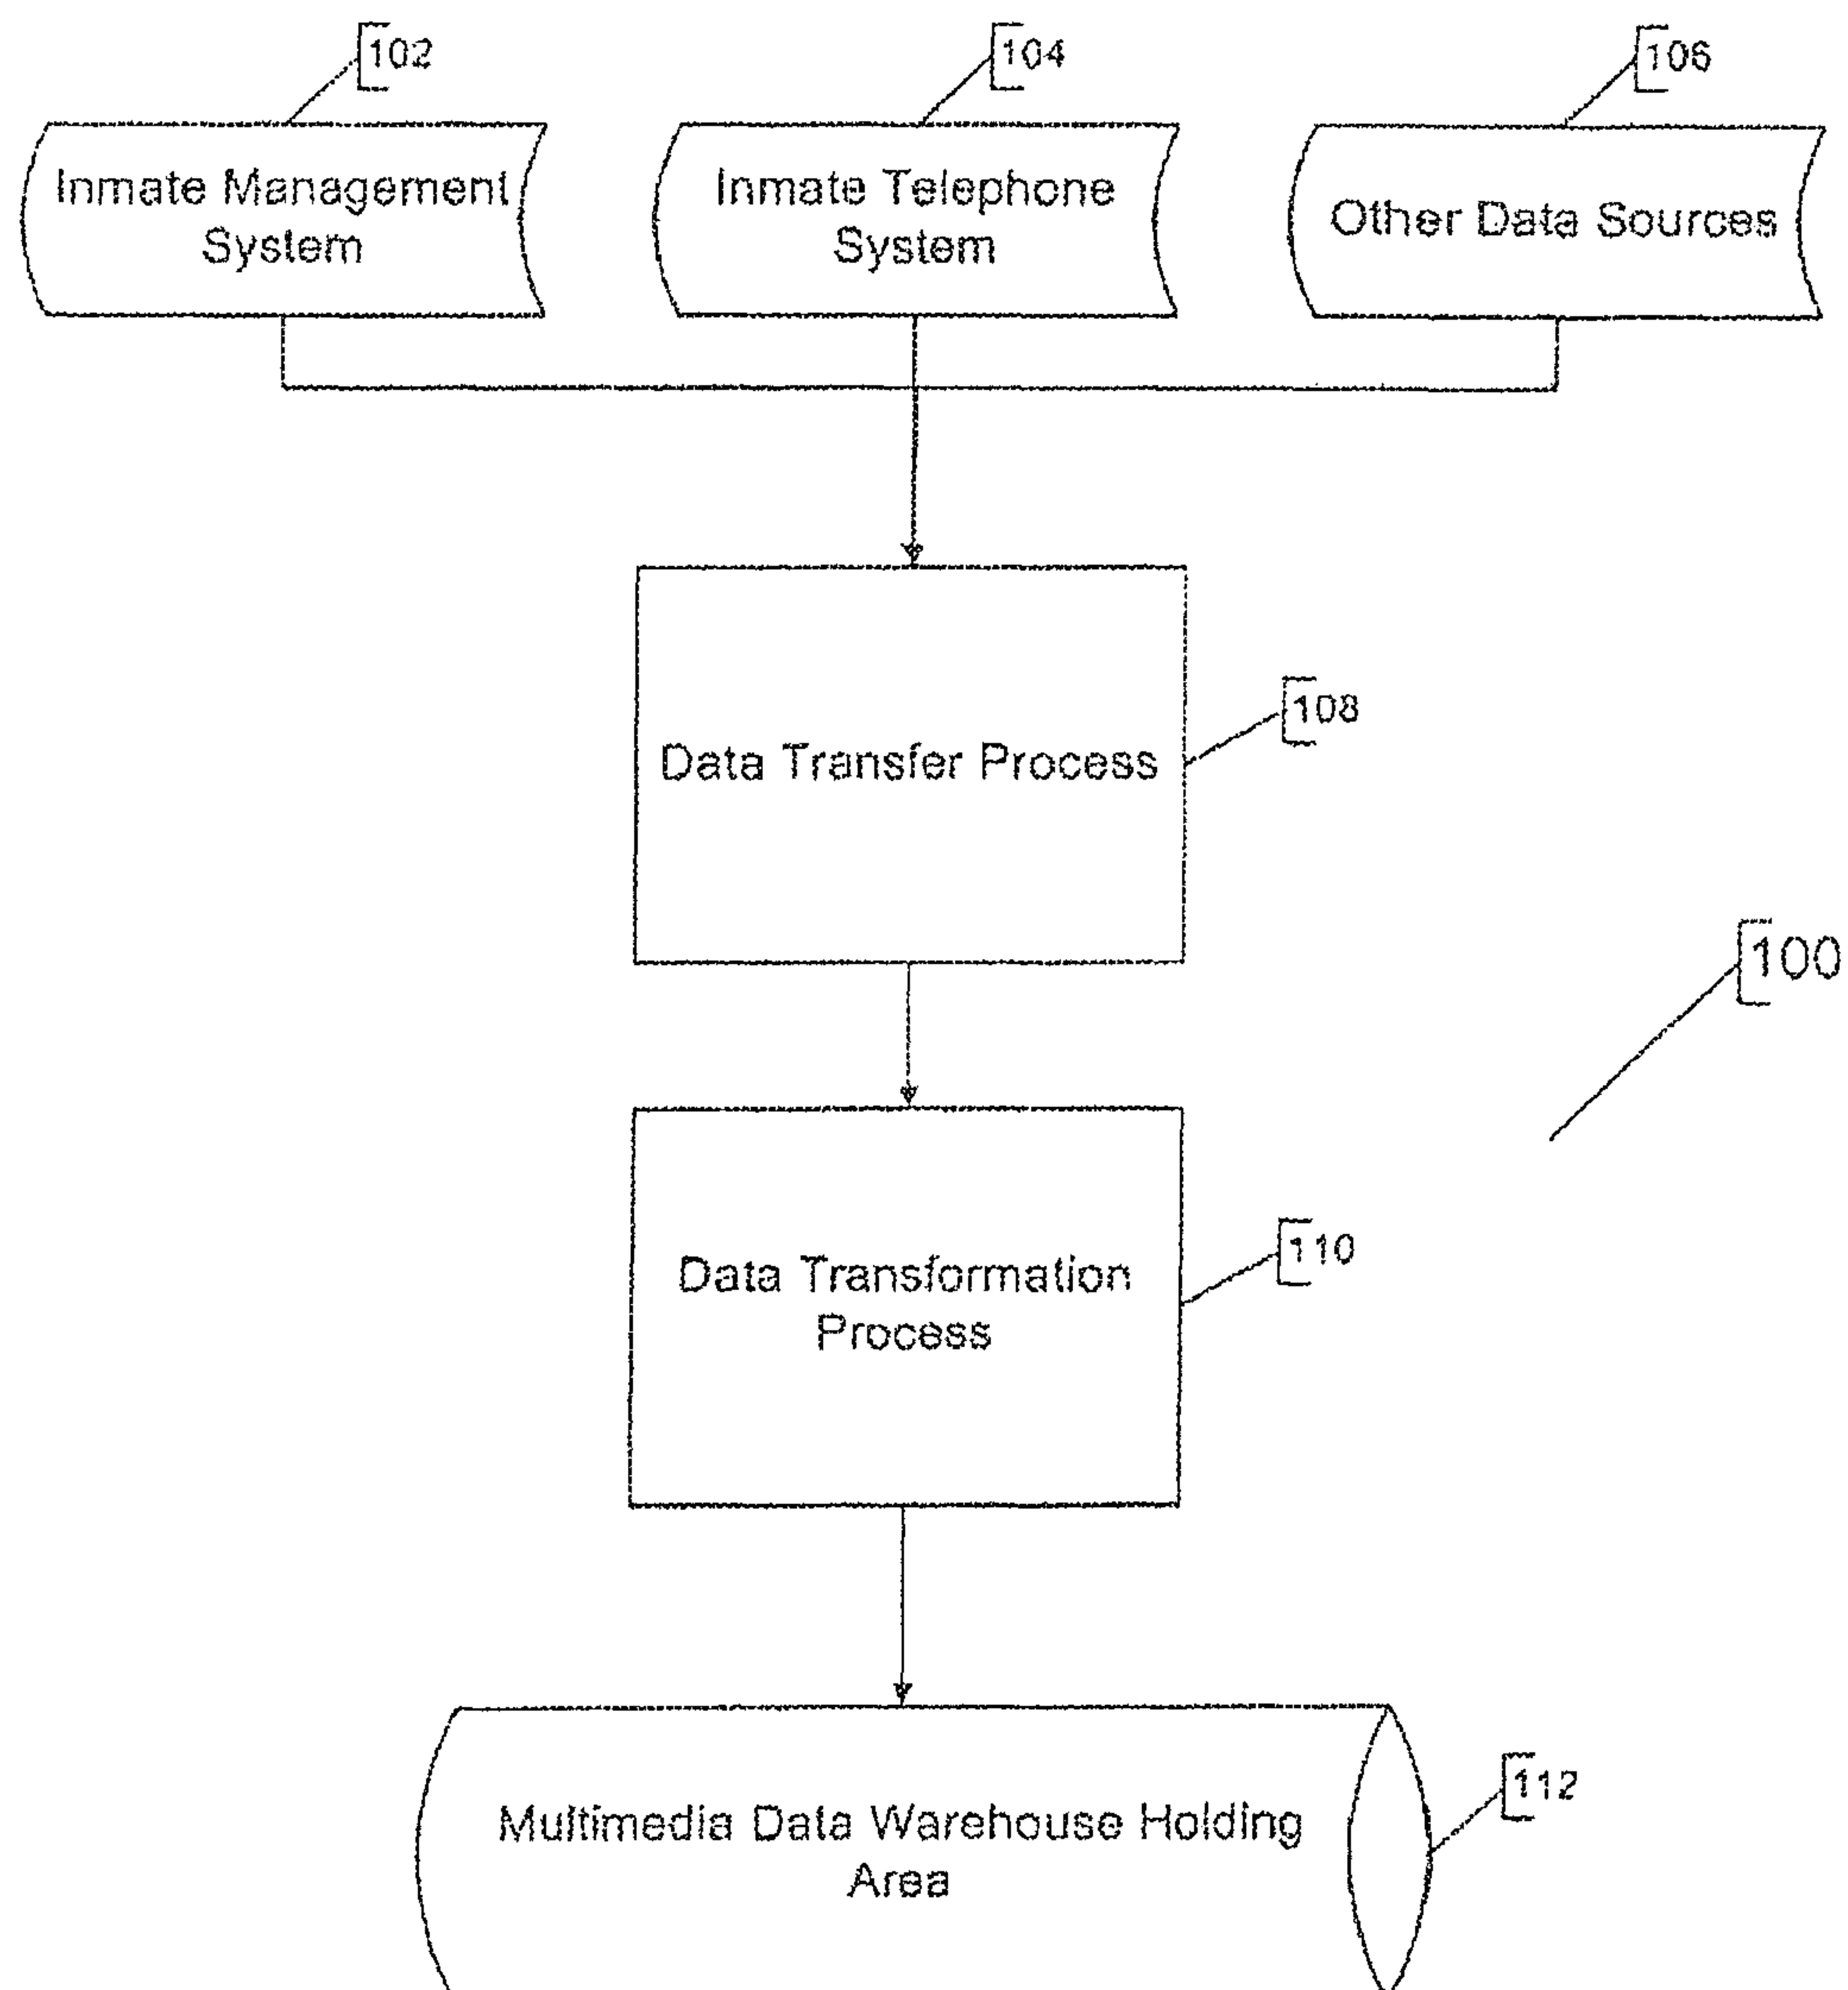 102
104
106
Inmate Management
System
Inmate Telephone
System
Other Data Sources
Data Transfer Process
108
100
Data Transformation
Process
110
Multimedia Data Warehouse Holding
Area
112